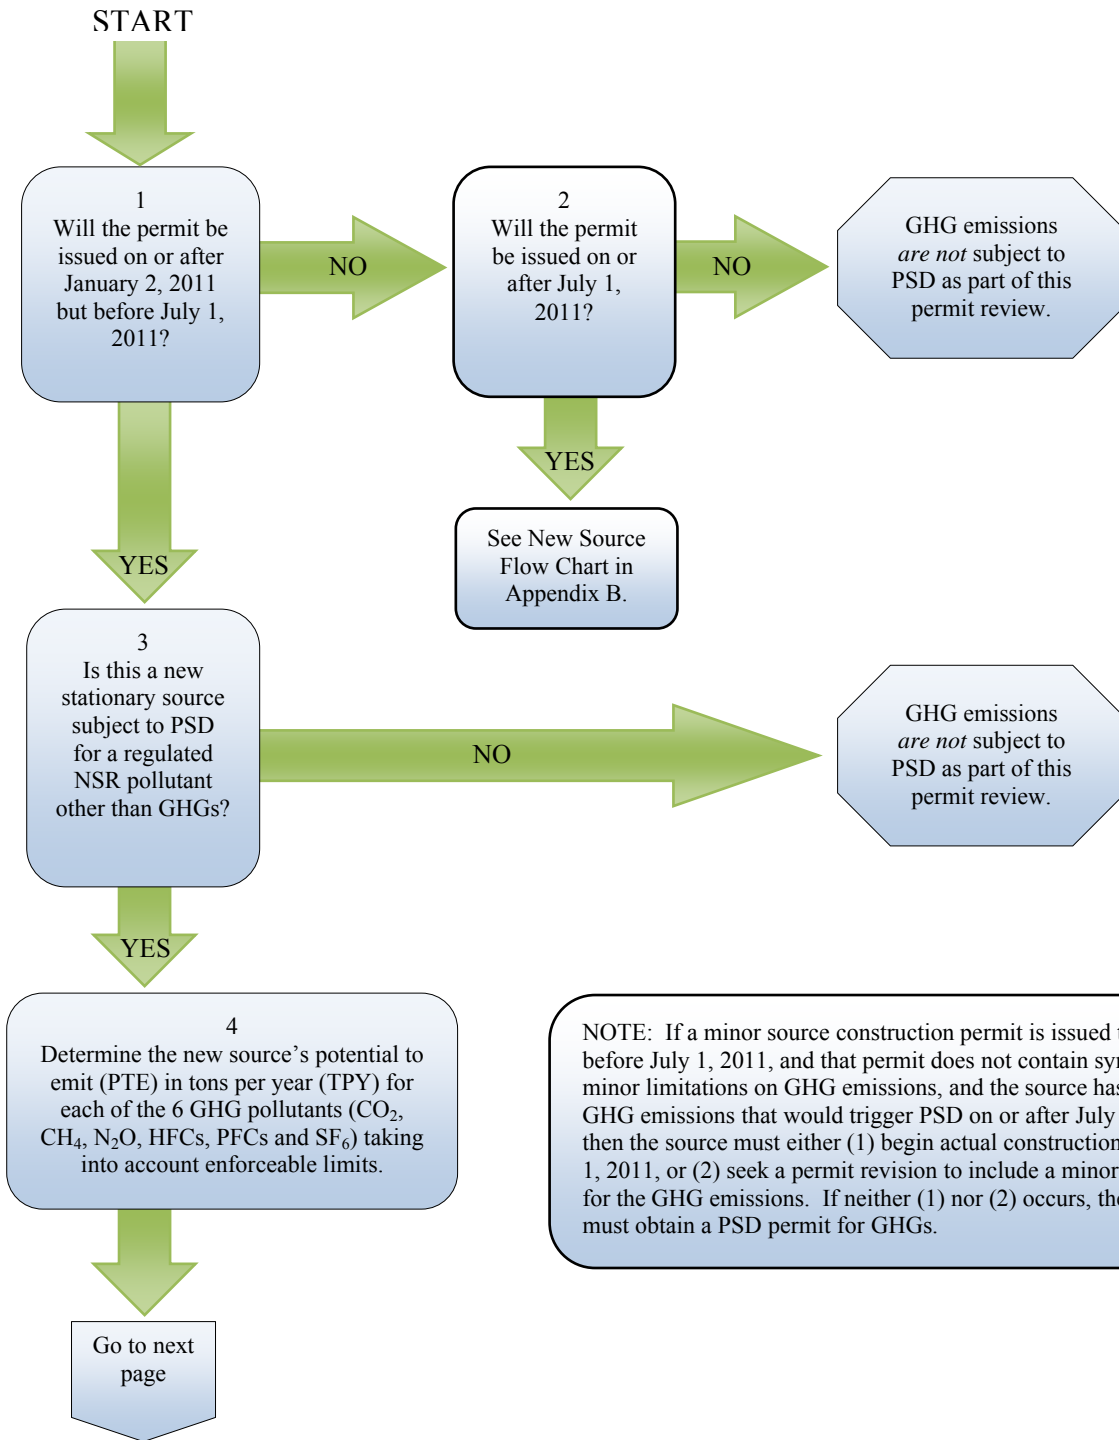 START
1
Will the permit be
issued on or after
January 2, 2011
but before July 1,
2011?
NO
2
Will the permit
be issued on or
after July 1,
2011?
NO
GHG emissions
are not subject to
PSD as part of this
permit review.
YES
See New Source
Flow Chart in
Appendix B.
YES
3
Is this a new
stationary source
subject to PSD
for a regulated
NSR pollutant
other than GHGs?
NO
GHG emissions
are not subject to
PSD as part of this
permit review.
YES
4
Determine the new source’s potential to
emit (PTE) in tons per year (TPY) for
each of the 6 GHG pollutants (CO₂,
CH₄, N₂O, HFCs, PFCs and SF₆) taking
into account enforceable limits.
NOTE: If a minor source construction permit is issued
before July 1, 2011, and that permit does not contain
minor limitations on GHG emissions, and the source has
GHG emissions that would trigger PSD on or after July
then the source must either (1) begin actual construction
1, 2011, or (2) seek a permit revision to include a minor
for the GHG emissions. If neither (1) nor (2) occurs,
must obtain a PSD permit for GHGs.
Go to next
page